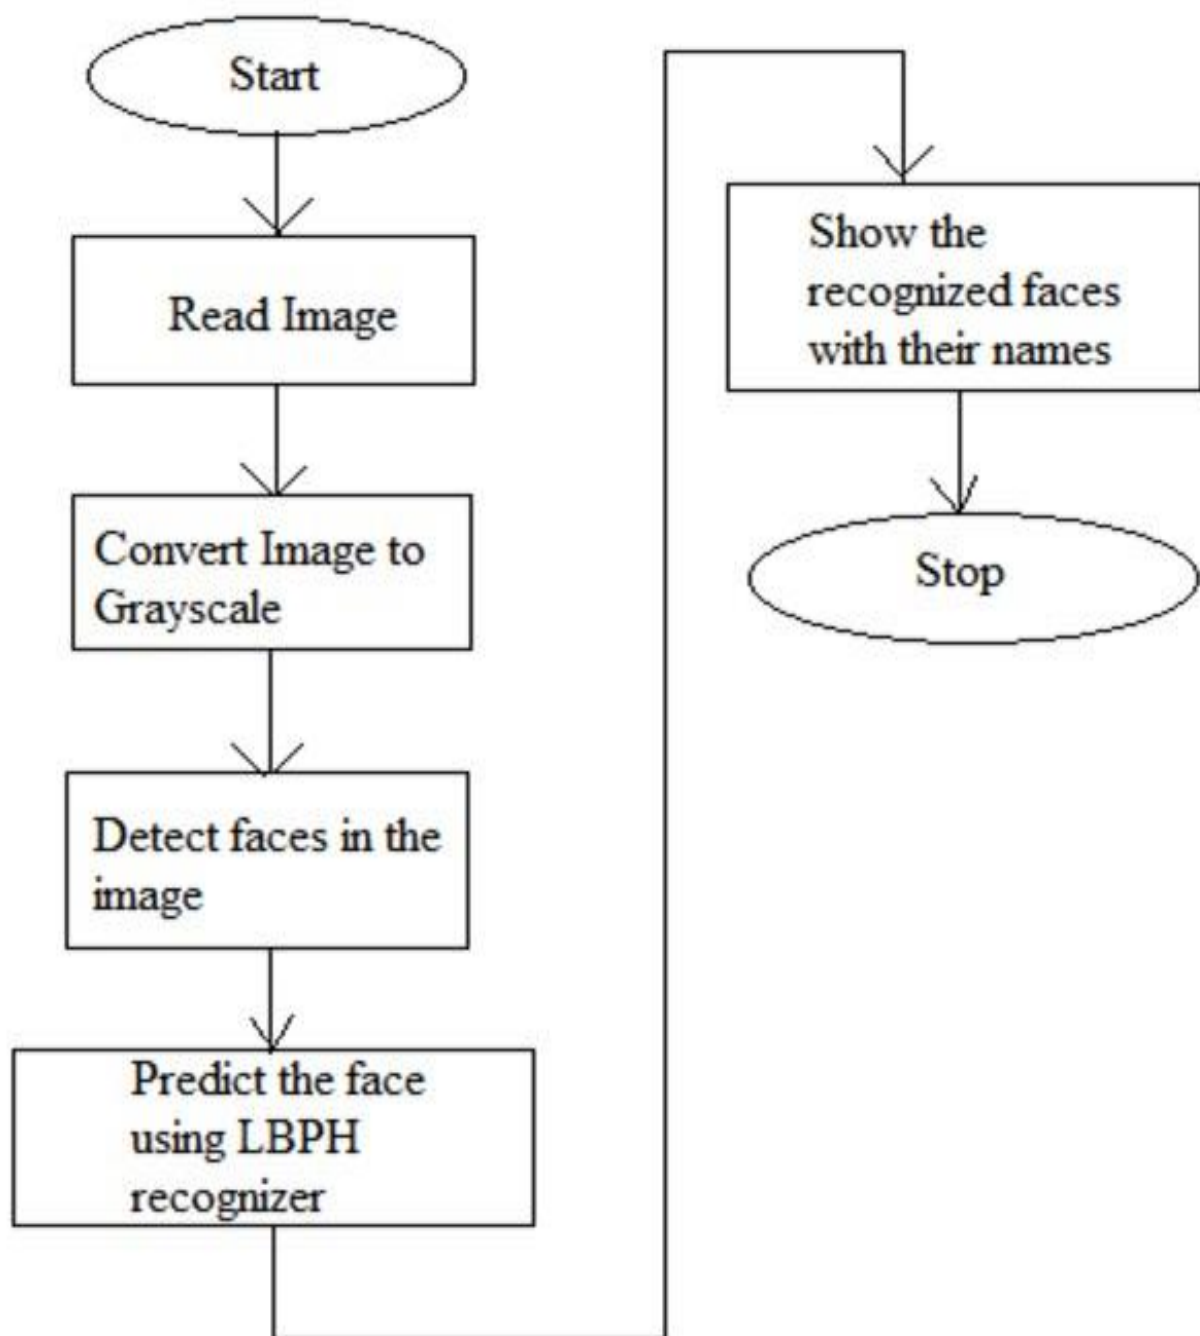 Start
Read Image
Convert Image to
Grayscale
Detect faces in the
image
Predict the face
using LBPH
recognizer
Show the
recognized faces
with their names
Stop